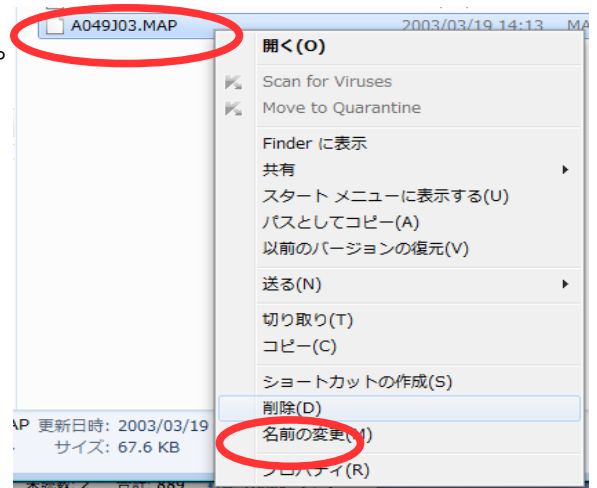 A049J03.MAP 2003/03/19 14:13 MA
開く(O)
Scan for Viruses
Move to Quarantine
Finder に表示
共有
スタート メニューに表示する(U)
パスとしてコピー(A)
以前のバージョンの復元(V)
送る(N)
切り取り(T)
コピー(C)
ショートカットの作成(S)
削除(D)
AP 更新日時: 2003/03/19
名前の変更(M)
サイズ: 67.6 KB
プロパティ(R)